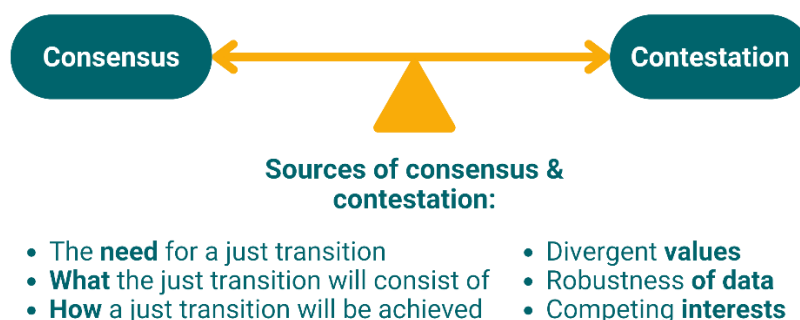 Consensus
Contestation
Sources of consensus &
contestation:
• The need for a just transition
• What the just transition will consist of
• How a just transition will be achieved
• Divergent values
• Robustness of data
• Competing interests